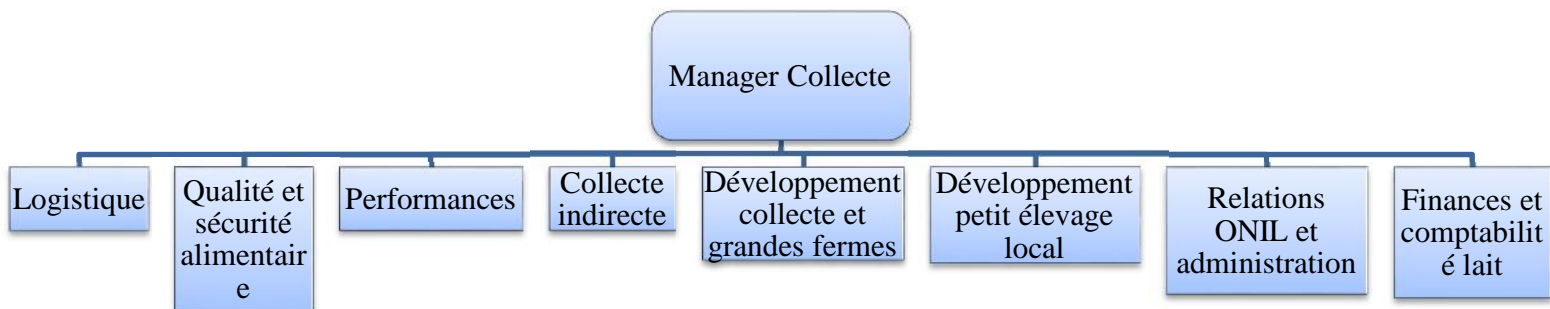 Manager Collecte
Logistique
Qualité et
sécurité
alimentair
e
Performances
Collecte
indirecte
Développement
collecte et
grandes fermes
Développement
petit élevage
local
Relations
ONIL et
administration
Finances et
comptabilit
é lait